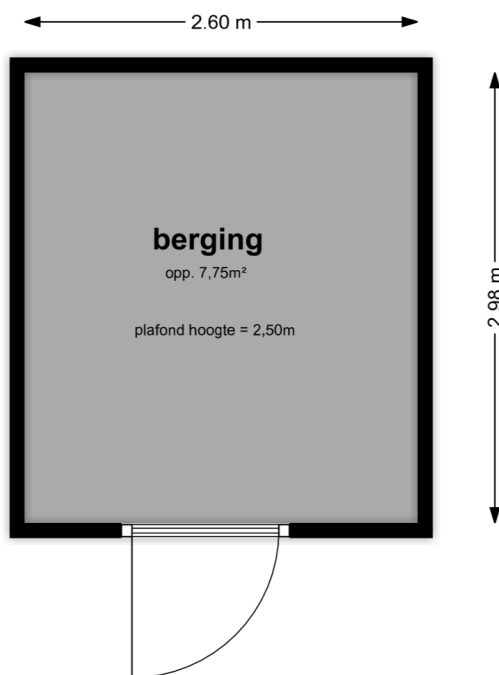 2.60 m
berging
opp. 7,75m²
plafond hoogte = 2,50m
2.98 m